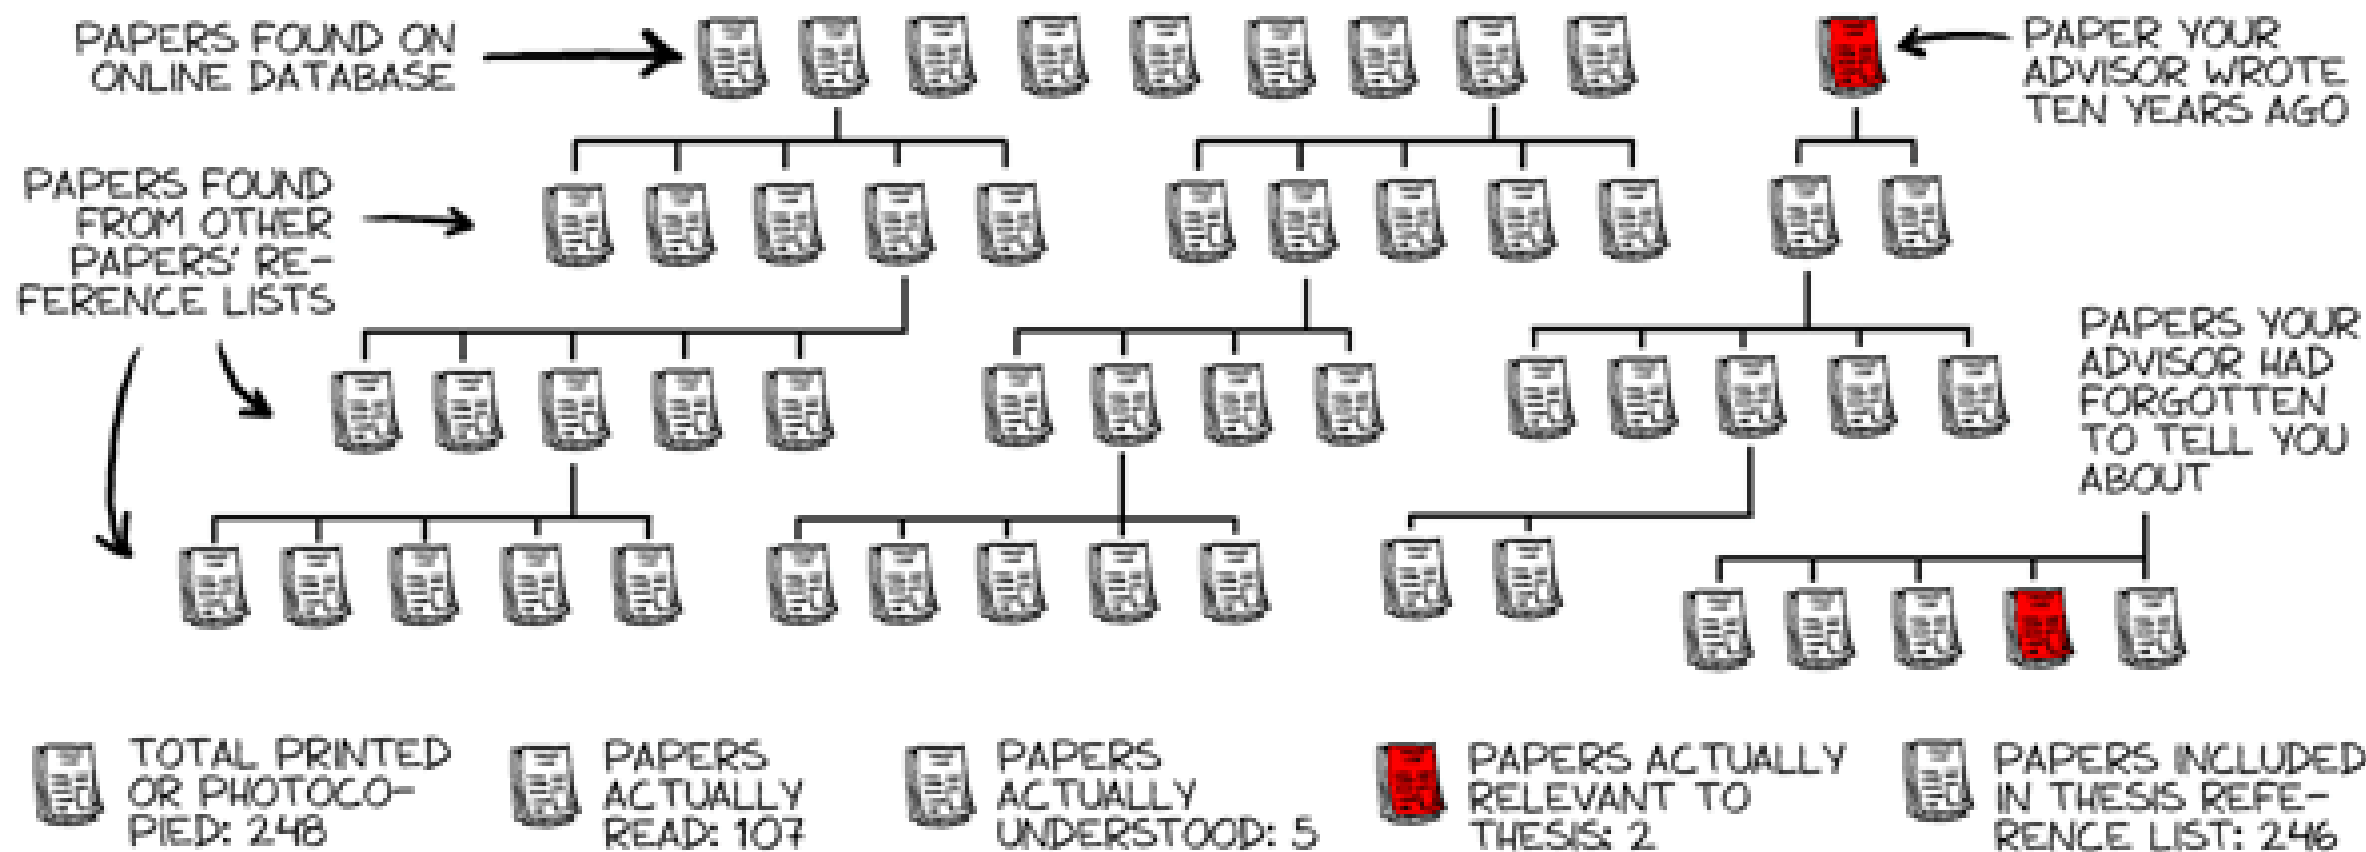 PAPERS FOUND ON
ONLINE DATABASE
PAPER YOUR
ADVISOR WROTE
TEN YEARS AGO
PAPERS FOUND
FROM OTHER
PAPERS' RE-
FERENCE LISTS
PAPERS YOUR
ADVISOR HAD
FORGOTTEN
TO TELL YOU
ABOUT
TOTAL PRINTED
OR PHOTOCO-
PIED: 248
PAPERS
ACTUALLY
READ: 107
PAPERS
ACTUALLY
UNDERSTOOD: 5
PAPERS ACTUALLY
RELEVANT TO
THESIS: 2
PAPERS INCLUDED
IN THESIS REFE-
RENCE LIST: 246